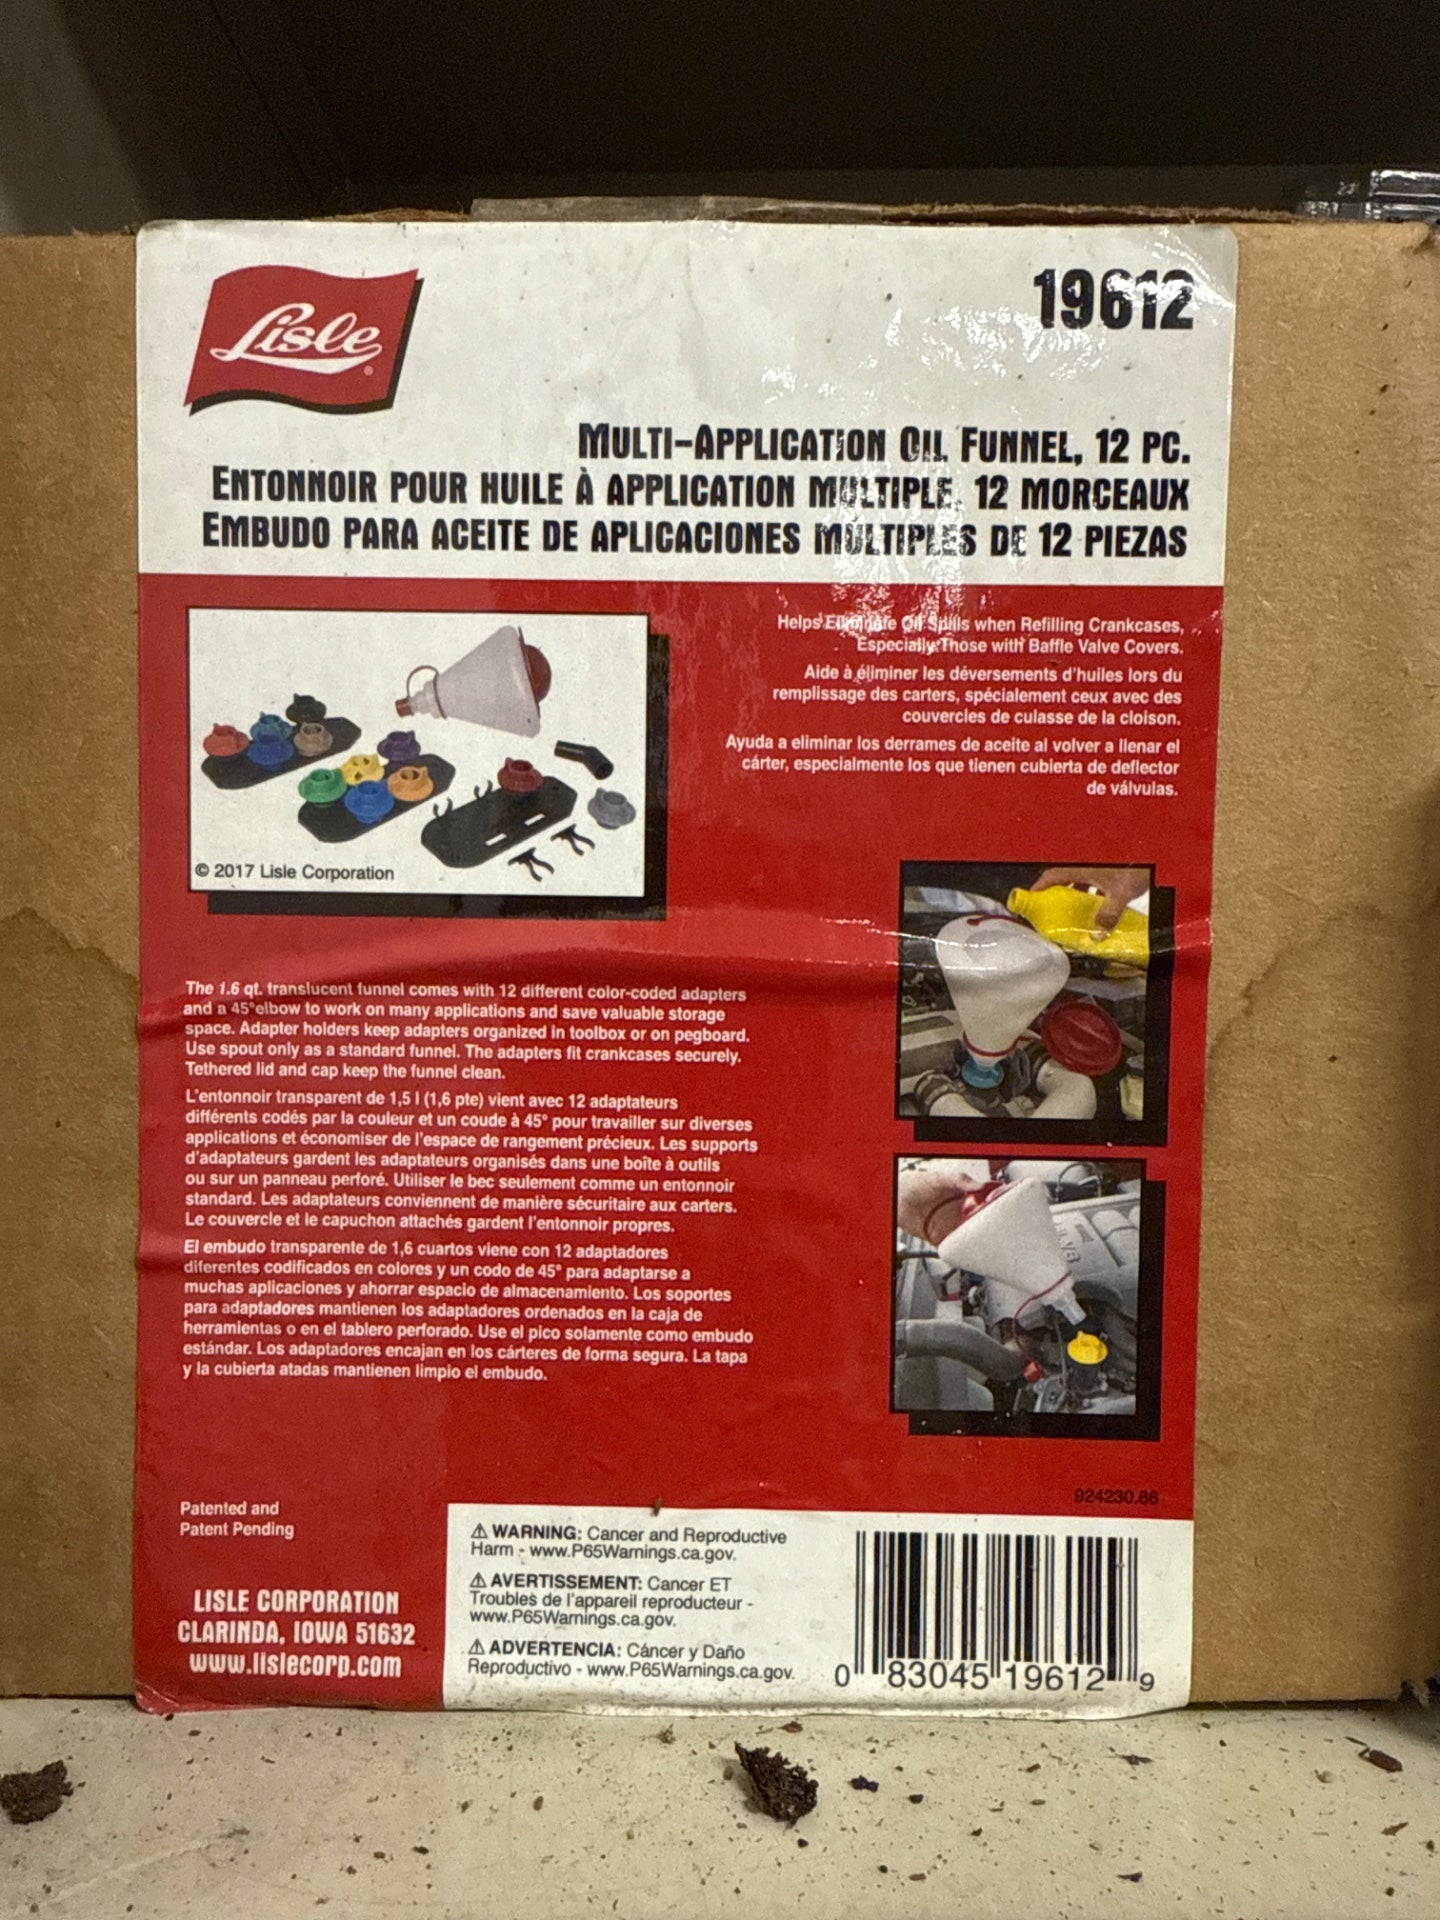 Lisle®
19612
MULTI-APPLICATION OIL FUNNEL, 12 PC.
ENTONNOIR POUR HUILE À APPLICATION MULTIPLE, 12 MORCEAUX
EMBUDO PARA ACEITE DE APLICACIONES MÚLTIPLES DE 12 PIEZAS
Helps Eliminate Oil Spills when Refilling Crankcases,
Especially Those with Baffle Valve Covers.
Aide à éliminer les déversements d'huiles lors du
remplissage des carters, spécialement ceux avec des
couvercles de culasse de la cloison.
Ayuda a eliminar los derrames de aceite al volver a llenar el
cárter, especialmente los que tienen cubierta de deflector
de válvulas.
© 2017 Lisle Corporation
The 1.6 qt. translucent funnel comes with 12 different color-coded adapters
and a 45°elbow to work on many applications and save valuable storage
space. Adapter holders keep adapters organized in toolbox or on pegboard.
Use spout only as a standard funnel. The adapters fit crankcases securely.
Tethered lid and cap keep the funnel clean.
L'entonnoir transparent de 1,5 l (1,6 pte) vient avec 12 adaptateurs
différents codés par la couleur et un coude à 45° pour travailler sur diverses
applications et économiser de l'espace de rangement précieux. Les supports
d'adaptateurs gardent les adaptateurs organisés dans une boîte à outils
ou sur un panneau perforé. Utiliser le bec seulement comme un entonnoir
standard. Les adaptateurs conviennent de manière sécuritaire aux carters.
Le couvercle et le capuchon attachés gardent l'entonnoir propres.
El embudo transparente de 1,6 cuartos viene con 12 adaptadores
diferentes codificados en colores y un codo de 45° para adaptarse a
muchas aplicaciones y ahorrar espacio de almacenamiento. Los soportes
para adaptadores mantienen los adaptadores ordenados en la caja de
herramientas o en el tablero perforado. Use el pico solamente como embudo
estándar. Los adaptadores encajan en los cárteres de forma segura. La tapa
y la cubierta atadas mantienen limpio el embudo.
924230.86
Patented and
Patent Pending
LISLE CORPORATION
CLARINDA, IOWA 51632
www.lislecorp.com
⚠ WARNING: Cancer and Reproductive
Harm - www.P65Warnings.ca.gov.
⚠ AVERTISSEMENT: Cancer ET
Troubles de l'appareil reproducteur -
www.P65Warnings.ca.gov.
⚠ ADVERTENCIA: Cáncer y Daño
Reproductivo - www.P65Warnings.ca.gov.
0 83045 19612 9